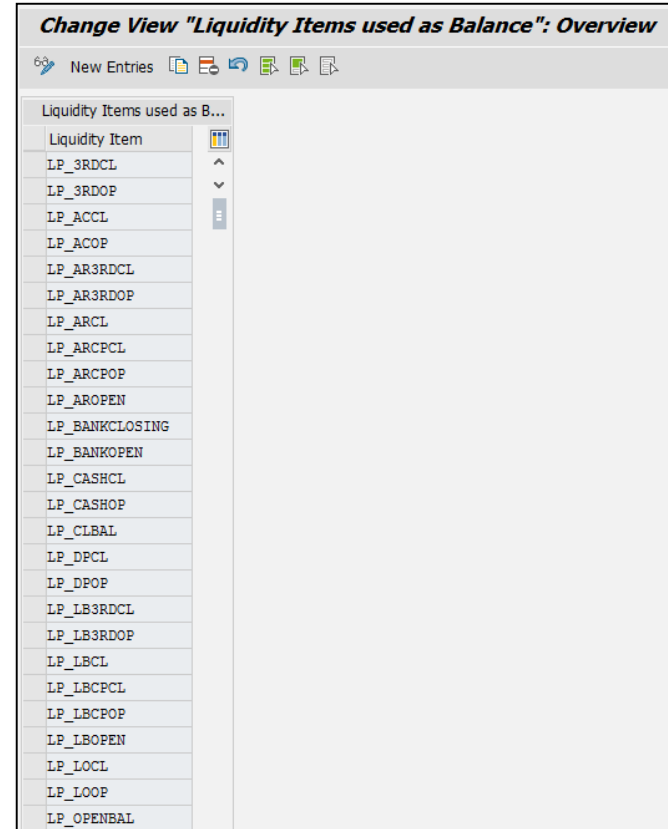 Change View "Liquidity Items used as Balance": Overview
New Entries
Liquidity Items used as B...
Liquidity Item
LP_3RDCL
LP_3RDOP
LP_ACCL
LP_ACOP
LP_AR3RDCL
LP_AR3RDOP
LP_ARCL
LP_ARCPCL
LP_ARCPOP
LP_AROPEN
LP_BANKCLOSING
LP_BANKOPEN
LP_CASHCL
LP_CASHOP
LP_CLBAL
LP_DPCL
LP_DPOP
LP_LB3RDCL
LP_LB3RDOP
LP_LBCL
LP_LBCPCL
LP_LBCPOP
LP_LBOPEN
LP_LOCL
LP_LOOP
LP_OPENBAL